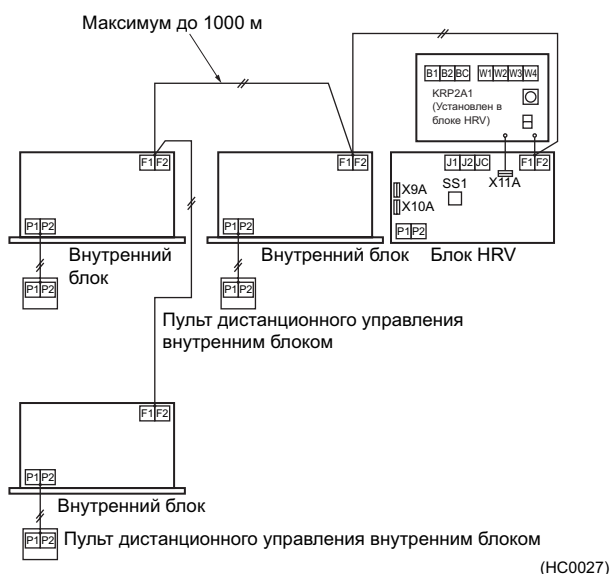 Максимум до 1000 м
B1 B2 BC W1 W2 W3 W4
KRP2A1
(Установлен в
блоке HRV)
F1 F2
F1 F2
J1 J2 JC
F1 F2
X9A
X10A
SS1
X11A
P1 P2
P1 P2
P1 P2
Внутренний
блок
Внутренний блок
Блок HRV
P1 P2
P1 P2
Пульт дистанционного управления
внутренним блоком
F1 F2
P1 P2
Внутренний блок
P1 P2
Пульт дистанционного управления внутренним блоком
(HC0027)